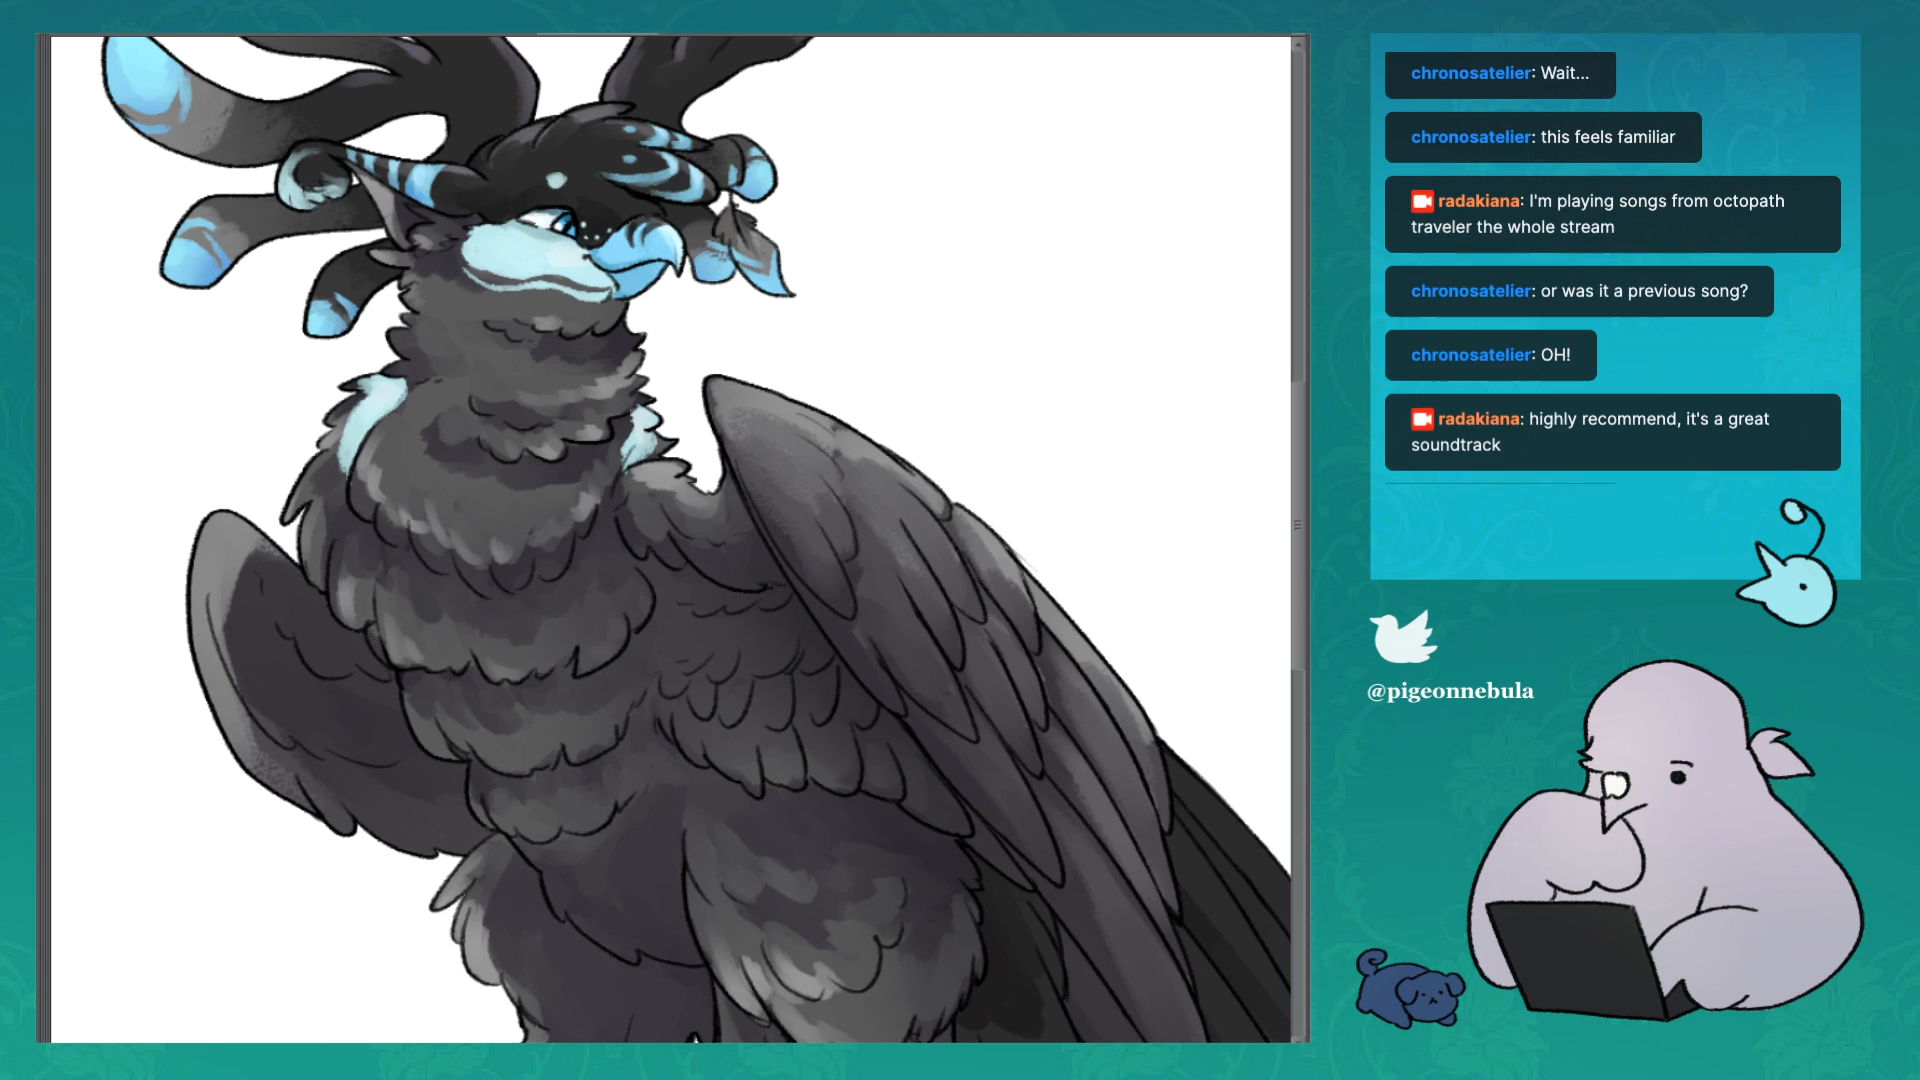 chronosatelier: Wait...
chronosatelier: this feels familiar
radakiana: I'm playing songs from octopath
traveler the whole stream
chronosatelier: or was it a previous song?
chronosatelier: OH!
radakiana: highly recommend, it's a great
soundtrack
@pigeonnebula